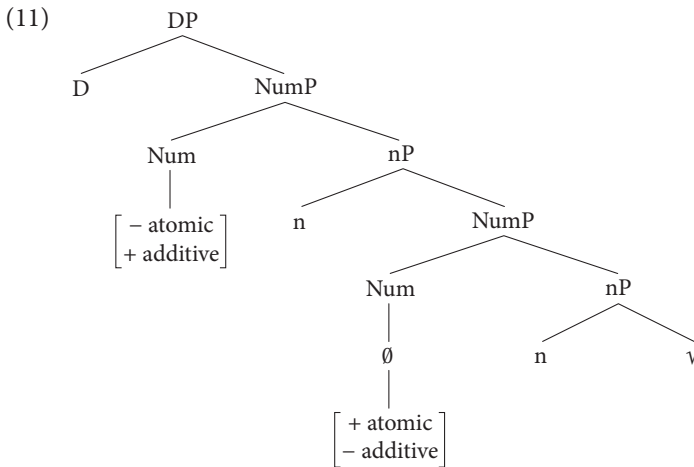 (11) DP
D NumP
Num nP
[− atomic
+ additive]
n NumP
Num nP
∅ n
[+ atomic
− additive]